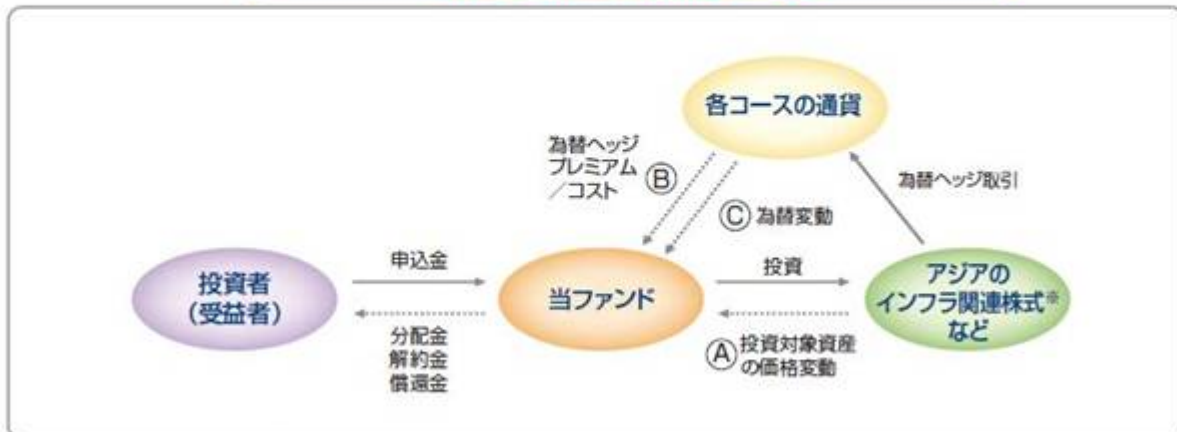 各コースの通貨
為替ヘッジ
プレミアム
／コスト
Ⓑ
Ⓒ 為替変動
為替ヘッジ取引
投資者
（受益者）
申込金
分配金
解約金
償還金
当ファンド
投資
Ⓐ 投資対象資産
の価格変動
アジアの
インフラ関連株式※
など